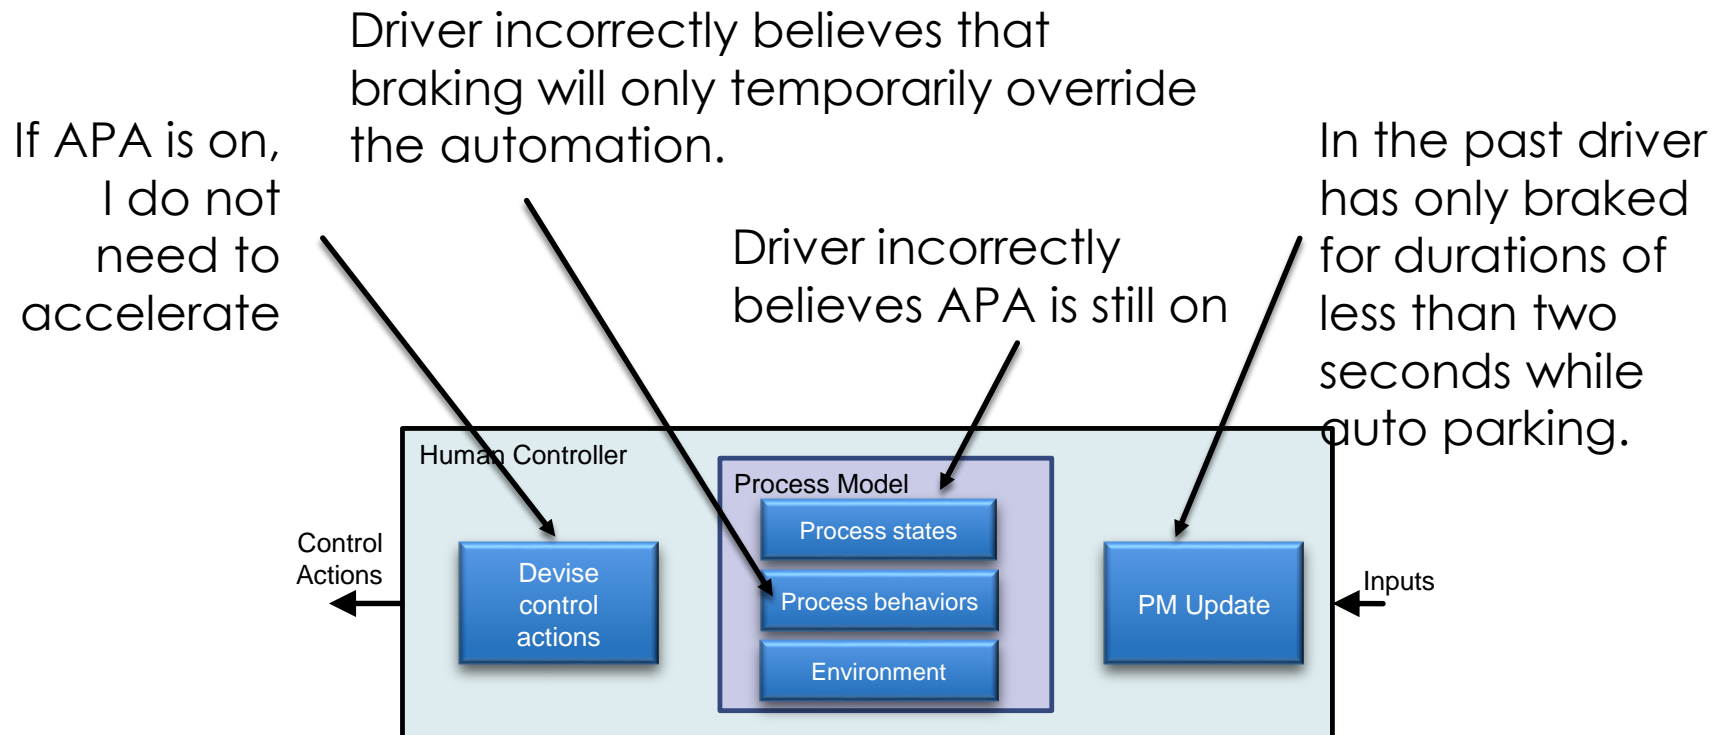 Driver incorrectly believes that
braking will only temporarily override
the automation.
If APA is on,
I do not
need to
accelerate
Driver incorrectly
believes APA is still on
In the past driver
has only braked
for durations of
less than two
seconds while
auto parking.
Human Controller
Process Model
Process states
Process behaviors
Environment
Control
Actions
Devise
control
actions
PM Update
Inputs